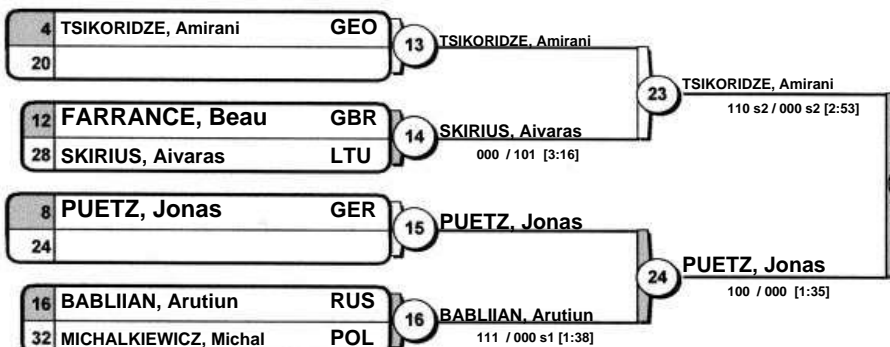 4 TSIKORIDZE, Amirani GEO
20
13
TSIKORIDZE, Amirani
12 FARRANCE, Beau GBR
28 SKIRIUS, Aivaras LTU
14
SKIRIUS, Aivaras
000 / 101 [3:16]
23
TSIKORIDZE, Amirani
110 s2 / 000 s2 [2:53]
8 PUETZ, Jonas GER
24
15
PUETZ, Jonas
16 BABLIIAN, Arutiun RUS
32 MICHALKIEWICZ, Michal POL
16
BABLIIAN, Arutiun
111 / 000 s1 [1:38]
24
PUETZ, Jonas
100 / 000 [1:35]